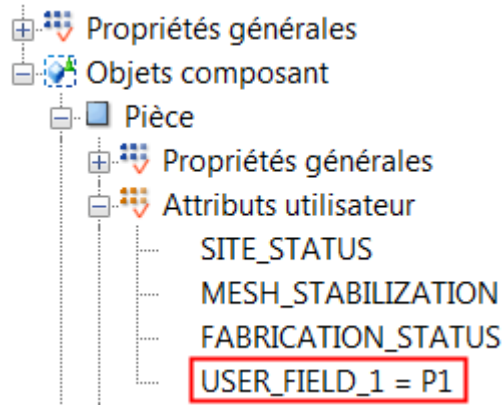 Propriétés générales
Objets composant
Pièce
Propriétés générales
Attributs utilisateur
SITE_STATUS
MESH_STABILIZATION
FABRICATION_STATUS
USER_FIELD_1 = P1